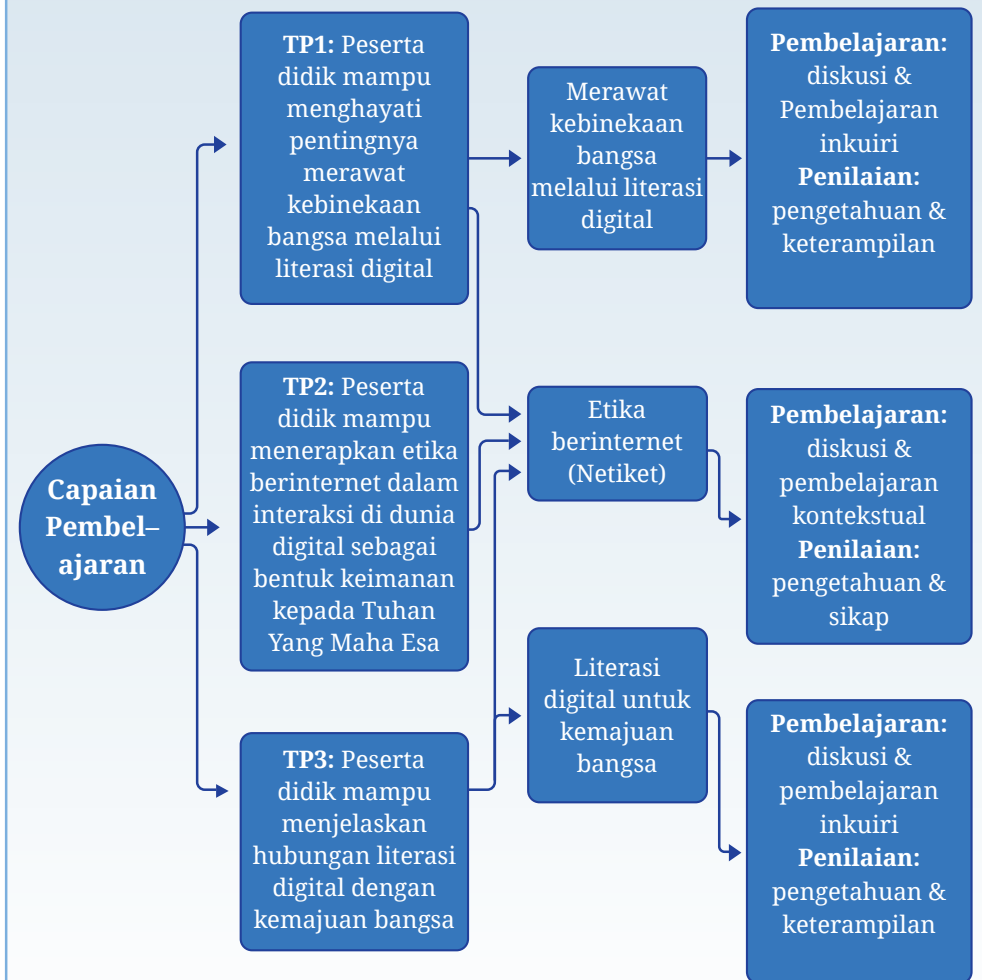 Capaian
Pembel–
ajaran
TP1: Peserta
didik mampu
menghayati
pentingnya
merawat
kebinekaan
bangsa melalui
literasi digital
Merawat
kebinekaan
bangsa
melalui literasi
digital
Pembelajaran:
diskusi &
Pembelajaran
inkuiri
Penilaian:
pengetahuan &
keterampilan
TP2: Peserta
didik mampu
menerapkan etika
berinternet dalam
interaksi di dunia
digital sebagai
bentuk keimanan
kepada Tuhan
Yang Maha Esa
Etika
berinternet
(Netiket)
Pembelajaran:
diskusi &
pembelajaran
kontekstual
Penilaian:
pengetahuan &
sikap
TP3: Peserta
didik mampu
menjelaskan
hubungan literasi
digital dengan
kemajuan bangsa
Literasi
digital untuk
kemajuan
bangsa
Pembelajaran:
diskusi &
pembelajaran
inkuiri
Penilaian:
pengetahuan &
keterampilan